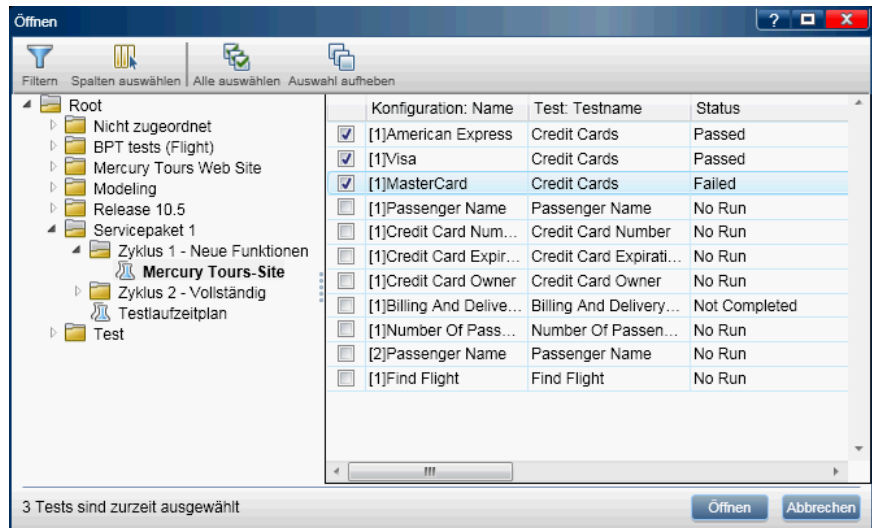 Öffnen
?
Filtern Spalten auswählen Alle auswählen Auswahl aufheben
Root
Nicht zugeordnet
BPT tests (Flight)
Mercury Tours Web Site
Modeling
Release 10.5
Servicepaket 1
Zyklus 1 - Neue Funktionen
Mercury Tours-Site
Zyklus 2 - Vollständig
Testlaufzeitplan
Test
Konfiguration: Name Test: Testname Status
[1]American Express Credit Cards Passed
[1]Visa Credit Cards Passed
[1]MasterCard Credit Cards Failed
[1]Passenger Name Passenger Name No Run
[1]Credit Card Num... Credit Card Number No Run
[1]Credit Card Expir... Credit Card Expirati... No Run
[1]Credit Card Owner Credit Card Owner No Run
[1]Billing And Delive... Billing And Delivery... Not Completed
[1]Number Of Pass... Number Of Passen... No Run
[2]Passenger Name Passenger Name No Run
[1]Find Flight Find Flight No Run
3 Tests sind zurzeit ausgewählt
Öffnen Abbrechen